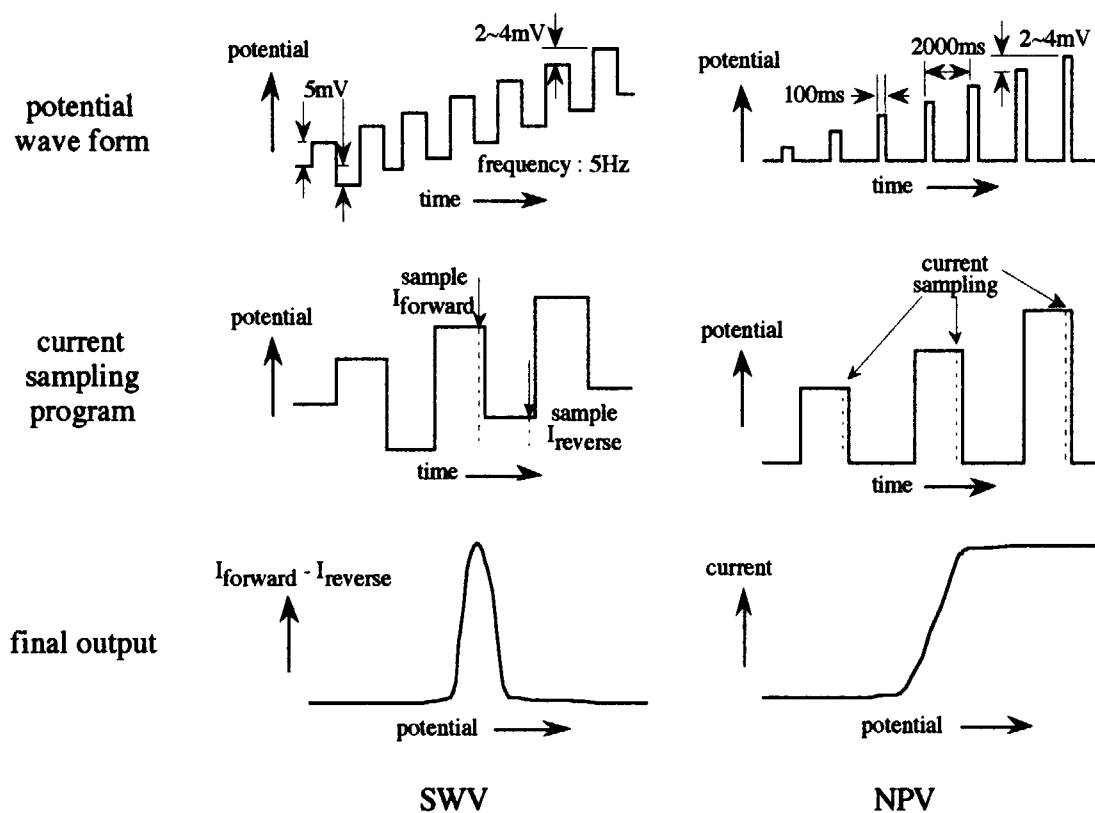 potential
wave form
potential
5mV
2~4mV
frequency : 5Hz
time
potential
100ms
2000ms
2~4mV
time
current
sampling
program
potential
sample
Iforward
sample
Ireverse
time
potential
current
sampling
time
final output
Iforward - Ireverse
potential
current
potential
SWV
NPV